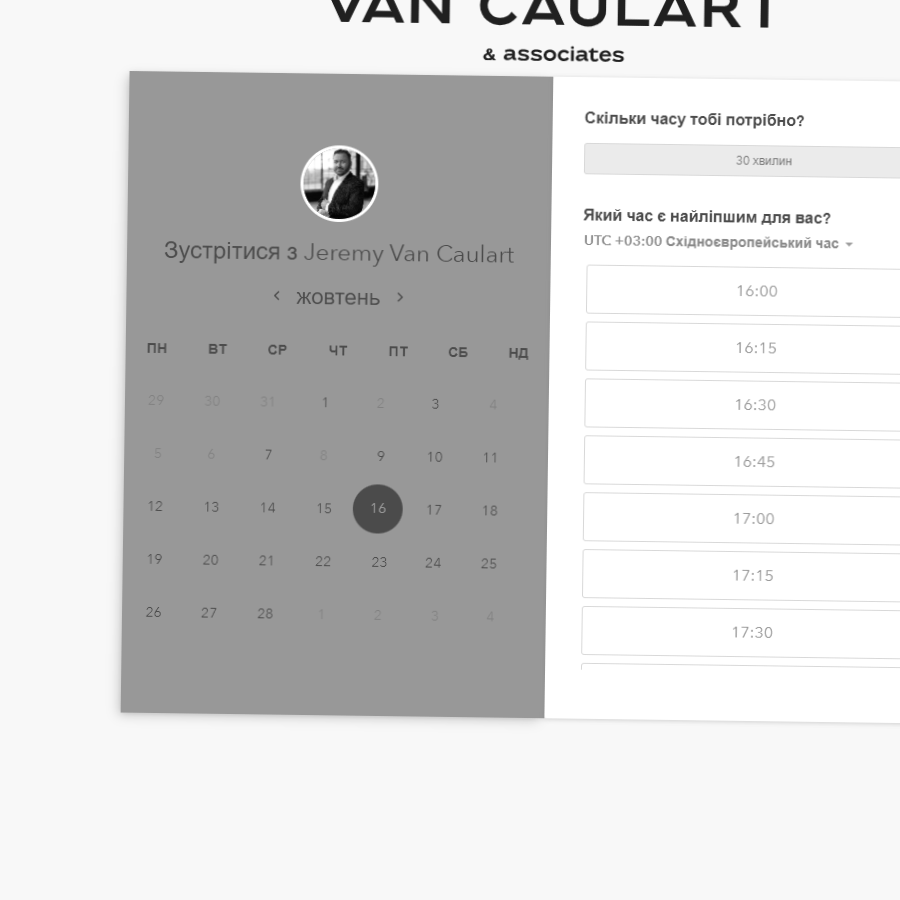 VAN CAULART
& associates
Зустрітися з Jeremy Van Caulart
жовтень
ПН ВТ СР ЧТ ПТ СБ НД
29 30 31 1 2 3 4
5 6 7 8 9 10 11
12 13 14 15 16 17 18
19 20 21 22 23 24 25
26 27 28 1 2 3 4
Скільки часу тобі потрібно?
30 хвилин
Який час є найліпшим для вас?
UTC +03:00 Східноєвропейський час
16:00
16:15
16:30
16:45
17:00
17:15
17:30